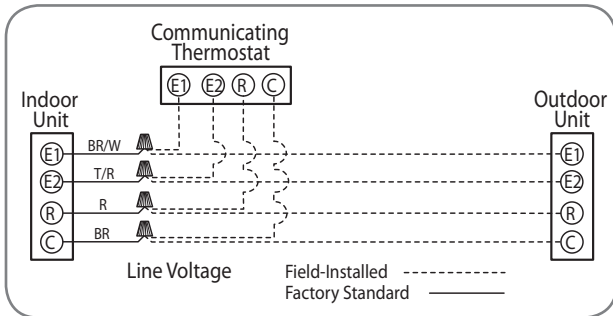 Communicating
Thermostat
E1 E2 R C
Indoor
Unit
Outdoor
Unit
E1 BR/W E1
E2 T/R E2
R R R
C BR C
Line Voltage
Field-Installed
Factory Standard